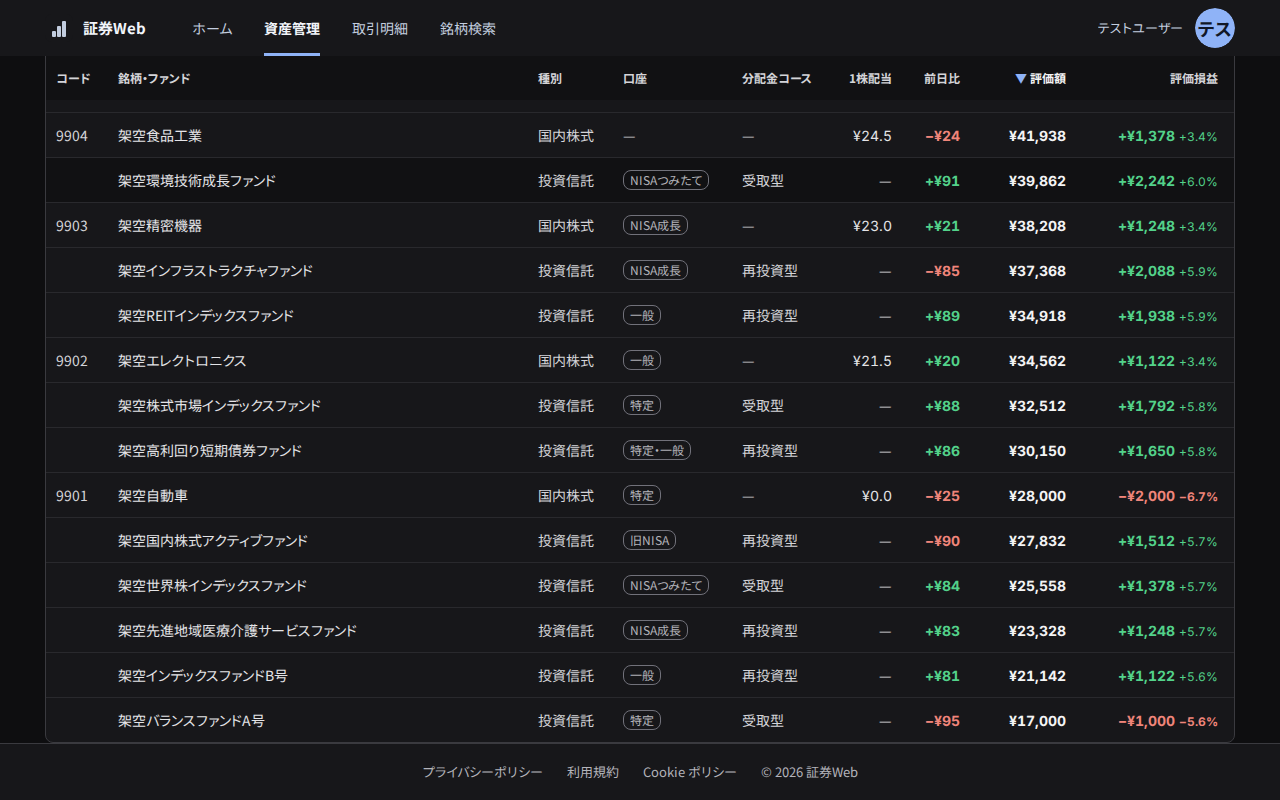 証券Web ホーム 資産管理 取引明細 銘柄検索 テストユーザー テス
コード 銘柄・ファンド 種別 口座 分配金コース 1株配当 前日比 ▼評価額 評価損益
9904 架空食品工業 国内株式 — — ¥24.5 −¥24 ¥41,938 +¥1,378 +3.4%
架空環境技術成長ファンド 投資信託 NISAつみたて 受取型 — +¥91 ¥39,862 +¥2,242 +6.0%
9903 架空精密機器 国内株式 NISA成長 — ¥23.0 +¥21 ¥38,208 +¥1,248 +3.4%
架空インフラストラクチャファンド 投資信託 NISA成長 再投資型 — −¥85 ¥37,368 +¥2,088 +5.9%
架空REITインデックスファンド 投資信託 一般 再投資型 — +¥89 ¥34,918 +¥1,938 +5.9%
9902 架空エレクトロニクス 国内株式 一般 — ¥21.5 +¥20 ¥34,562 +¥1,122 +3.4%
架空株式市場インデックスファンド 投資信託 特定 受取型 — +¥88 ¥32,512 +¥1,792 +5.8%
架空高利回り短期債券ファンド 投資信託 特定・一般 再投資型 — +¥86 ¥30,150 +¥1,650 +5.8%
9901 架空自動車 国内株式 特定 — ¥0.0 −¥25 ¥28,000 −¥2,000 −6.7%
架空国内株式アクティブファンド 投資信託 旧NISA 再投資型 — −¥90 ¥27,832 +¥1,512 +5.7%
架空世界株インデックスファンド 投資信託 NISAつみたて 受取型 — +¥84 ¥25,558 +¥1,378 +5.7%
架空先進地域医療介護サービスファンド 投資信託 NISA成長 再投資型 — +¥83 ¥23,328 +¥1,248 +5.7%
架空インデックスファンドB号 投資信託 一般 再投資型 — +¥81 ¥21,142 +¥1,122 +5.6%
架空バランスファンドA号 投資信託 特定 受取型 — −¥95 ¥17,000 −¥1,000 −5.6%
プライバシーポリシー 利用規約 Cookie ポリシー © 2026 証券Web